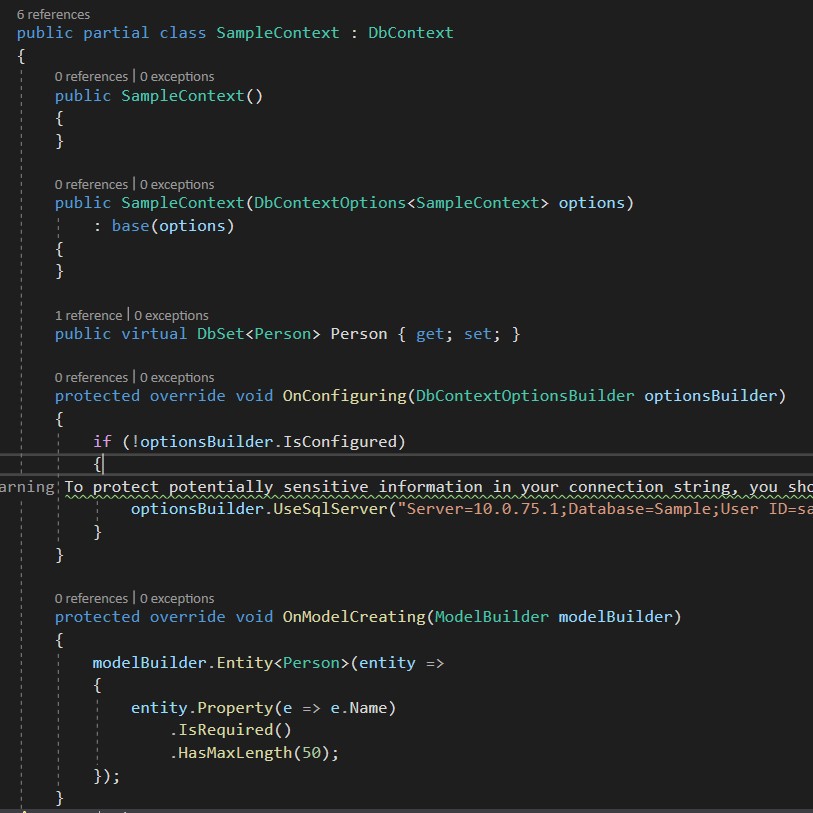 6 references
public partial class SampleContext : DbContext
{
0 references | 0 exceptions
public SampleContext()
{
}
0 references | 0 exceptions
public SampleContext(DbContextOptions<SampleContext> options)
: base(options)
{
}
1 reference | 0 exceptions
public virtual DbSet<Person> Person { get; set; }
0 references | 0 exceptions
protected override void OnConfiguring(DbContextOptionsBuilder optionsBuilder)
{
if (!optionsBuilder.IsConfigured)
{
arning To protect potentially sensitive information in your connection string, you sho
optionsBuilder.UseSqlServer("Server=10.0.75.1;Database=Sample;User ID=sa
}
}
0 references | 0 exceptions
protected override void OnModelCreating(ModelBuilder modelBuilder)
{
modelBuilder.Entity<Person>(entity =>
{
entity.Property(e => e.Name)
.IsRequired()
.HasMaxLength(50);
});
}